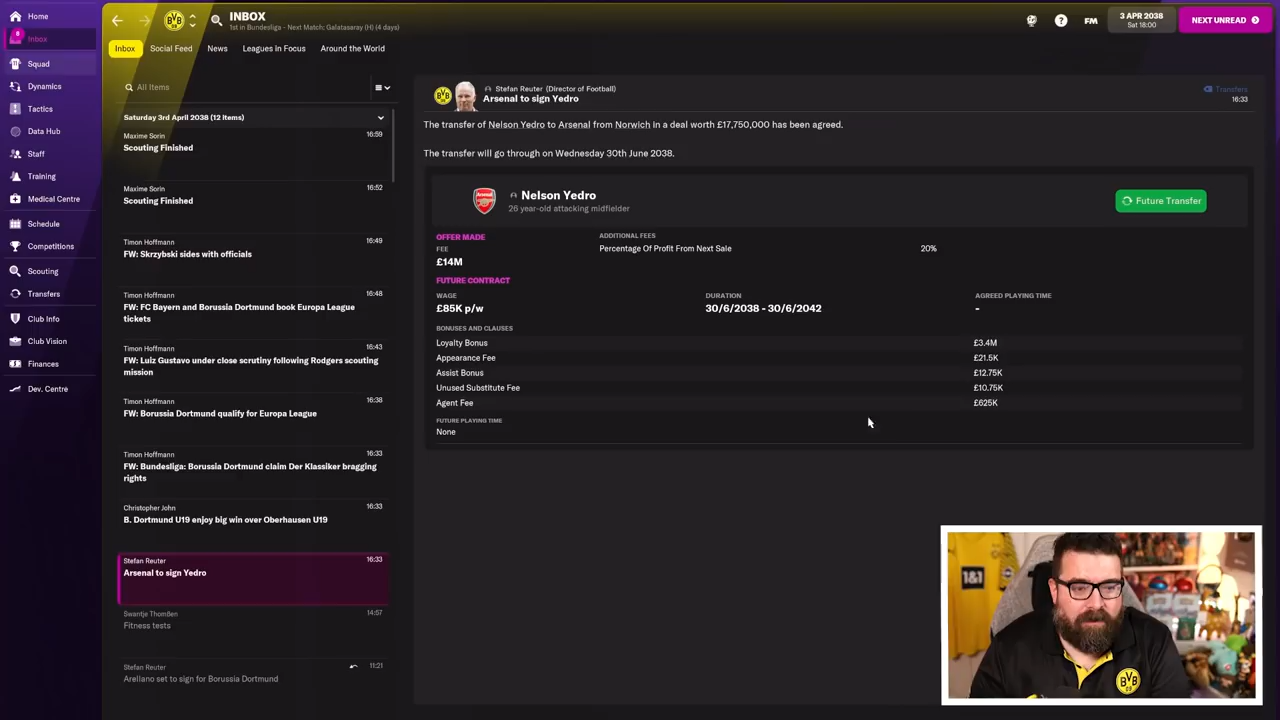 Home
8
Inbox
Squad
Dynamics
Tactics
Data Hub
Staff
Training
Medical Centre
Schedule
Competitions
Scouting
Transfers
Club Info
Club Vision
Finances
Dev. Centre
BVB
09
INBOX
1st in Bundesliga - Next Match: Galatasaray (H) (4 days)
FM
3 APR 2038
Sat 18:00
NEXT UNREAD
Inbox
Social Feed
News
Leagues in Focus
Around the World
All Items
Saturday 3rd April 2038 (12 items)
Maxime Sorin
16:59
Scouting Finished
Maxime Sorin
16:52
Scouting Finished
Timon Hoffmann
16:49
FW: Skrzybski sides with officials
Timon Hoffmann
16:48
FW: FC Bayern and Borussia Dortmund book Europa League
tickets
Timon Hoffmann
16:43
FW: Luiz Gustavo under close scrutiny following Rodgers scouting
mission
Timon Hoffmann
16:38
FW: Borussia Dortmund qualify for Europa League
Timon Hoffmann
16:33
FW: Bundesliga: Borussia Dortmund claim Der Klassiker bragging
rights
Christopher John
16:33
B. Dortmund U19 enjoy big win over Oberhausen U19
Stefan Reuter
16:33
Arsenal to sign Yedro
Swantje Thomßen
14:57
Fitness tests
Stefan Reuter
11:21
Arellano set to sign for Borussia Dortmund
BVB
09
Stefan Reuter (Director of Football)
Arsenal to sign Yedro
Transfers
16:33
The transfer of Nelson Yedro to Arsenal from Norwich in a deal worth £17,750,000 has been agreed.
The transfer will go through on Wednesday 30th June 2038.
Arsenal
Nelson Yedro
26 year-old attacking midfielder
Future Transfer
OFFER MADE
FEE
£14M
ADDITIONAL FEES
Percentage Of Profit From Next Sale
20%
FUTURE CONTRACT
WAGE
£85K p/w
DURATION
30/6/2038 - 30/6/2042
AGREED PLAYING TIME
-
BONUSES AND CLAUSES
Loyalty Bonus
£3.4M
Appearance Fee
£21.5K
Assist Bonus
£12.75K
Unused Substitute Fee
£10.75K
Agent Fee
£625K
FUTURE PLAYING TIME
None
1&1
BVB
09